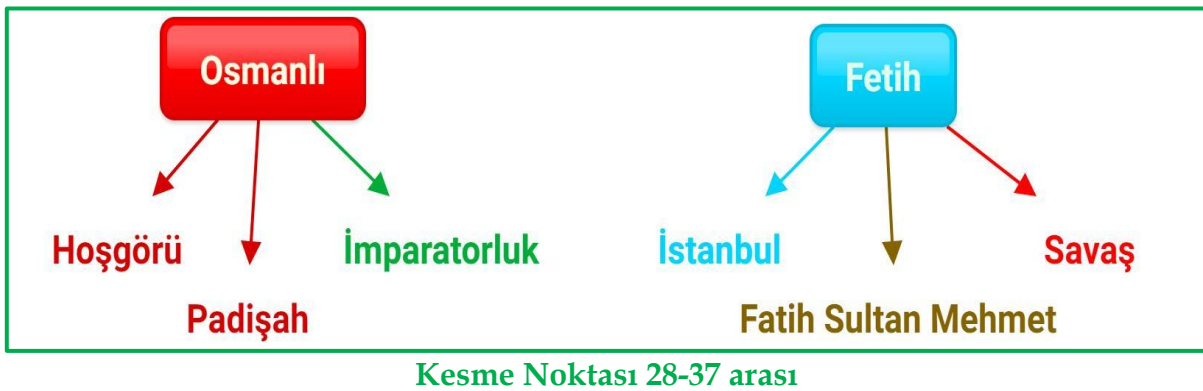 Osmanlı
Fetih
Hoşgörü
İmparatorluk
İstanbul
Savaş
Padişah
Fatih Sultan Mehmet
Kesme Noktası 28-37 arası